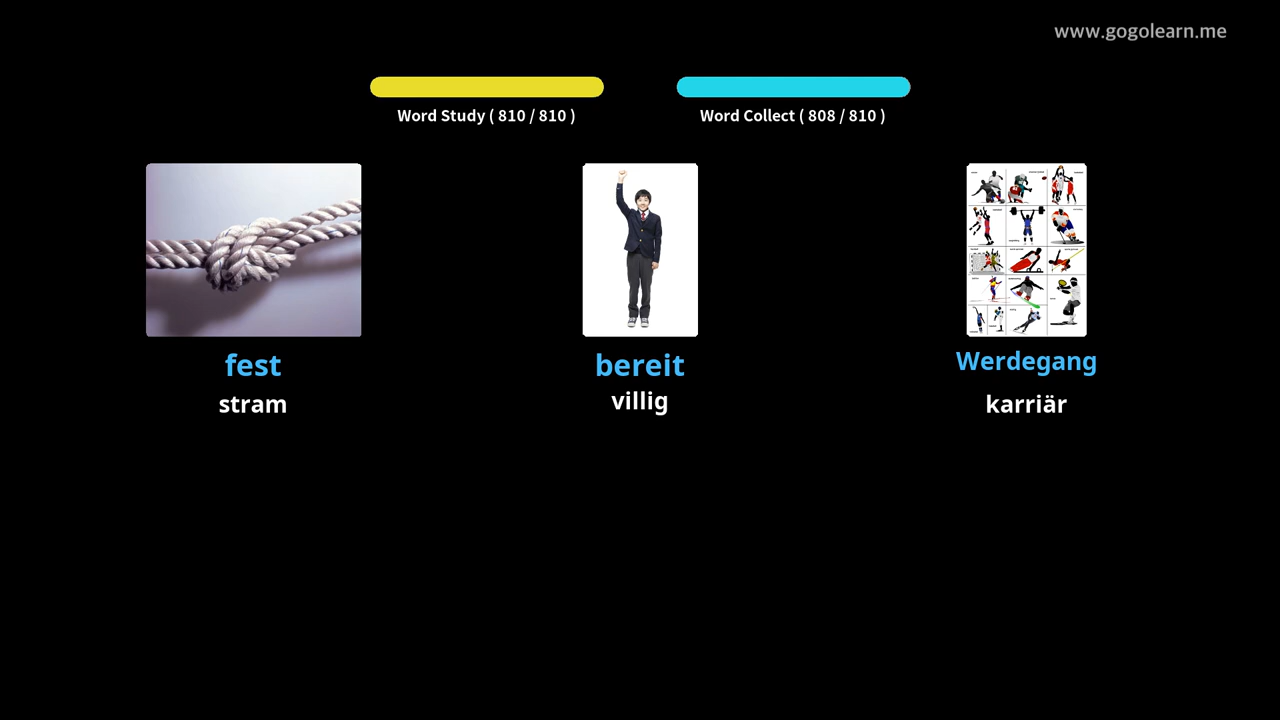 www.gogolearn.me
Word Study ( 810 / 810 )
Word Collect ( 808 / 810 )
fest
bereit
Werdegang
stram
villig
karriär